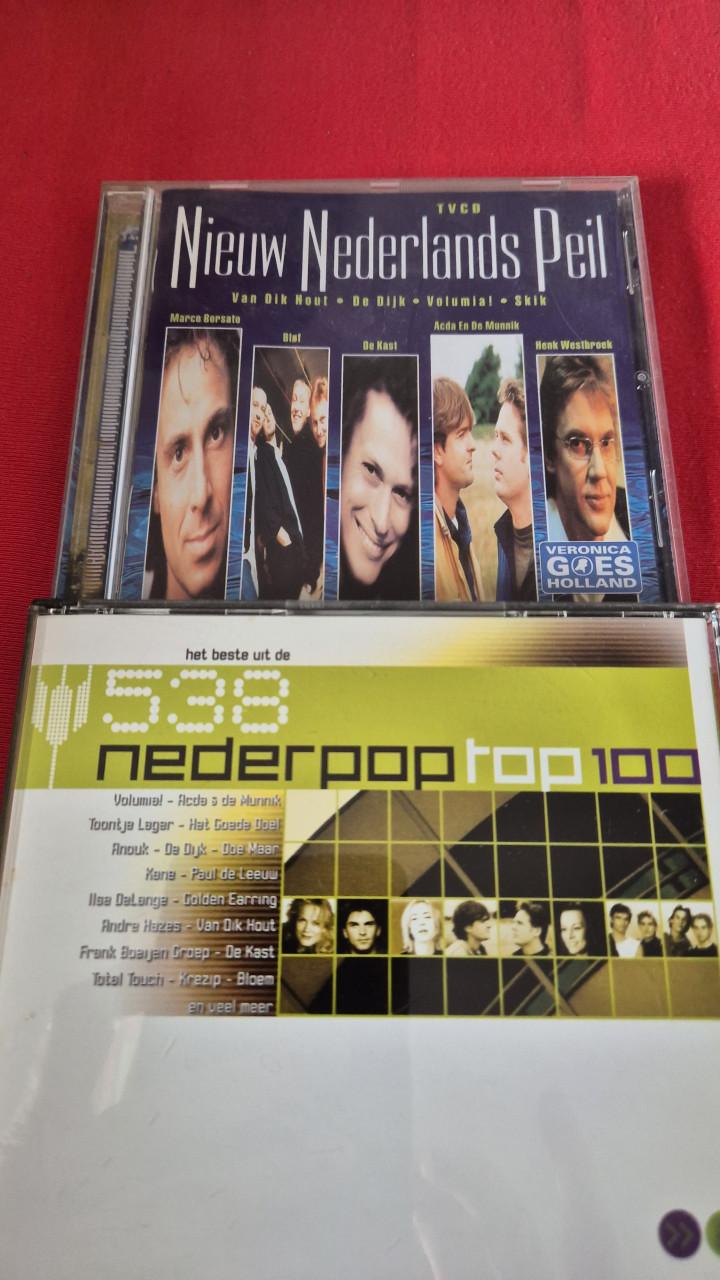 TVCD
Nieuw Nederlands Peil
Van Dik Hout • De Dijk • Volumia! • Skik
Marco Borsato
Bløf
De Kast
Acda En De Munnik
Henk Westbroek
VERONICA
GOES
HOLLAND
het beste uit de
538
nederpop top 100
Volumia! - Acda & de Munnik
Toontje Lager - Het Goede Doel
Anouk - De Dijk - Doe Maar
Kane - Paul de Leeuw
Ilse DeLange - Golden Earring
Andre Hazes - Van Dik Hout
Frank Boeijen Groep - De Kast
Total Touch - Krezip - Bloem
en veel meer